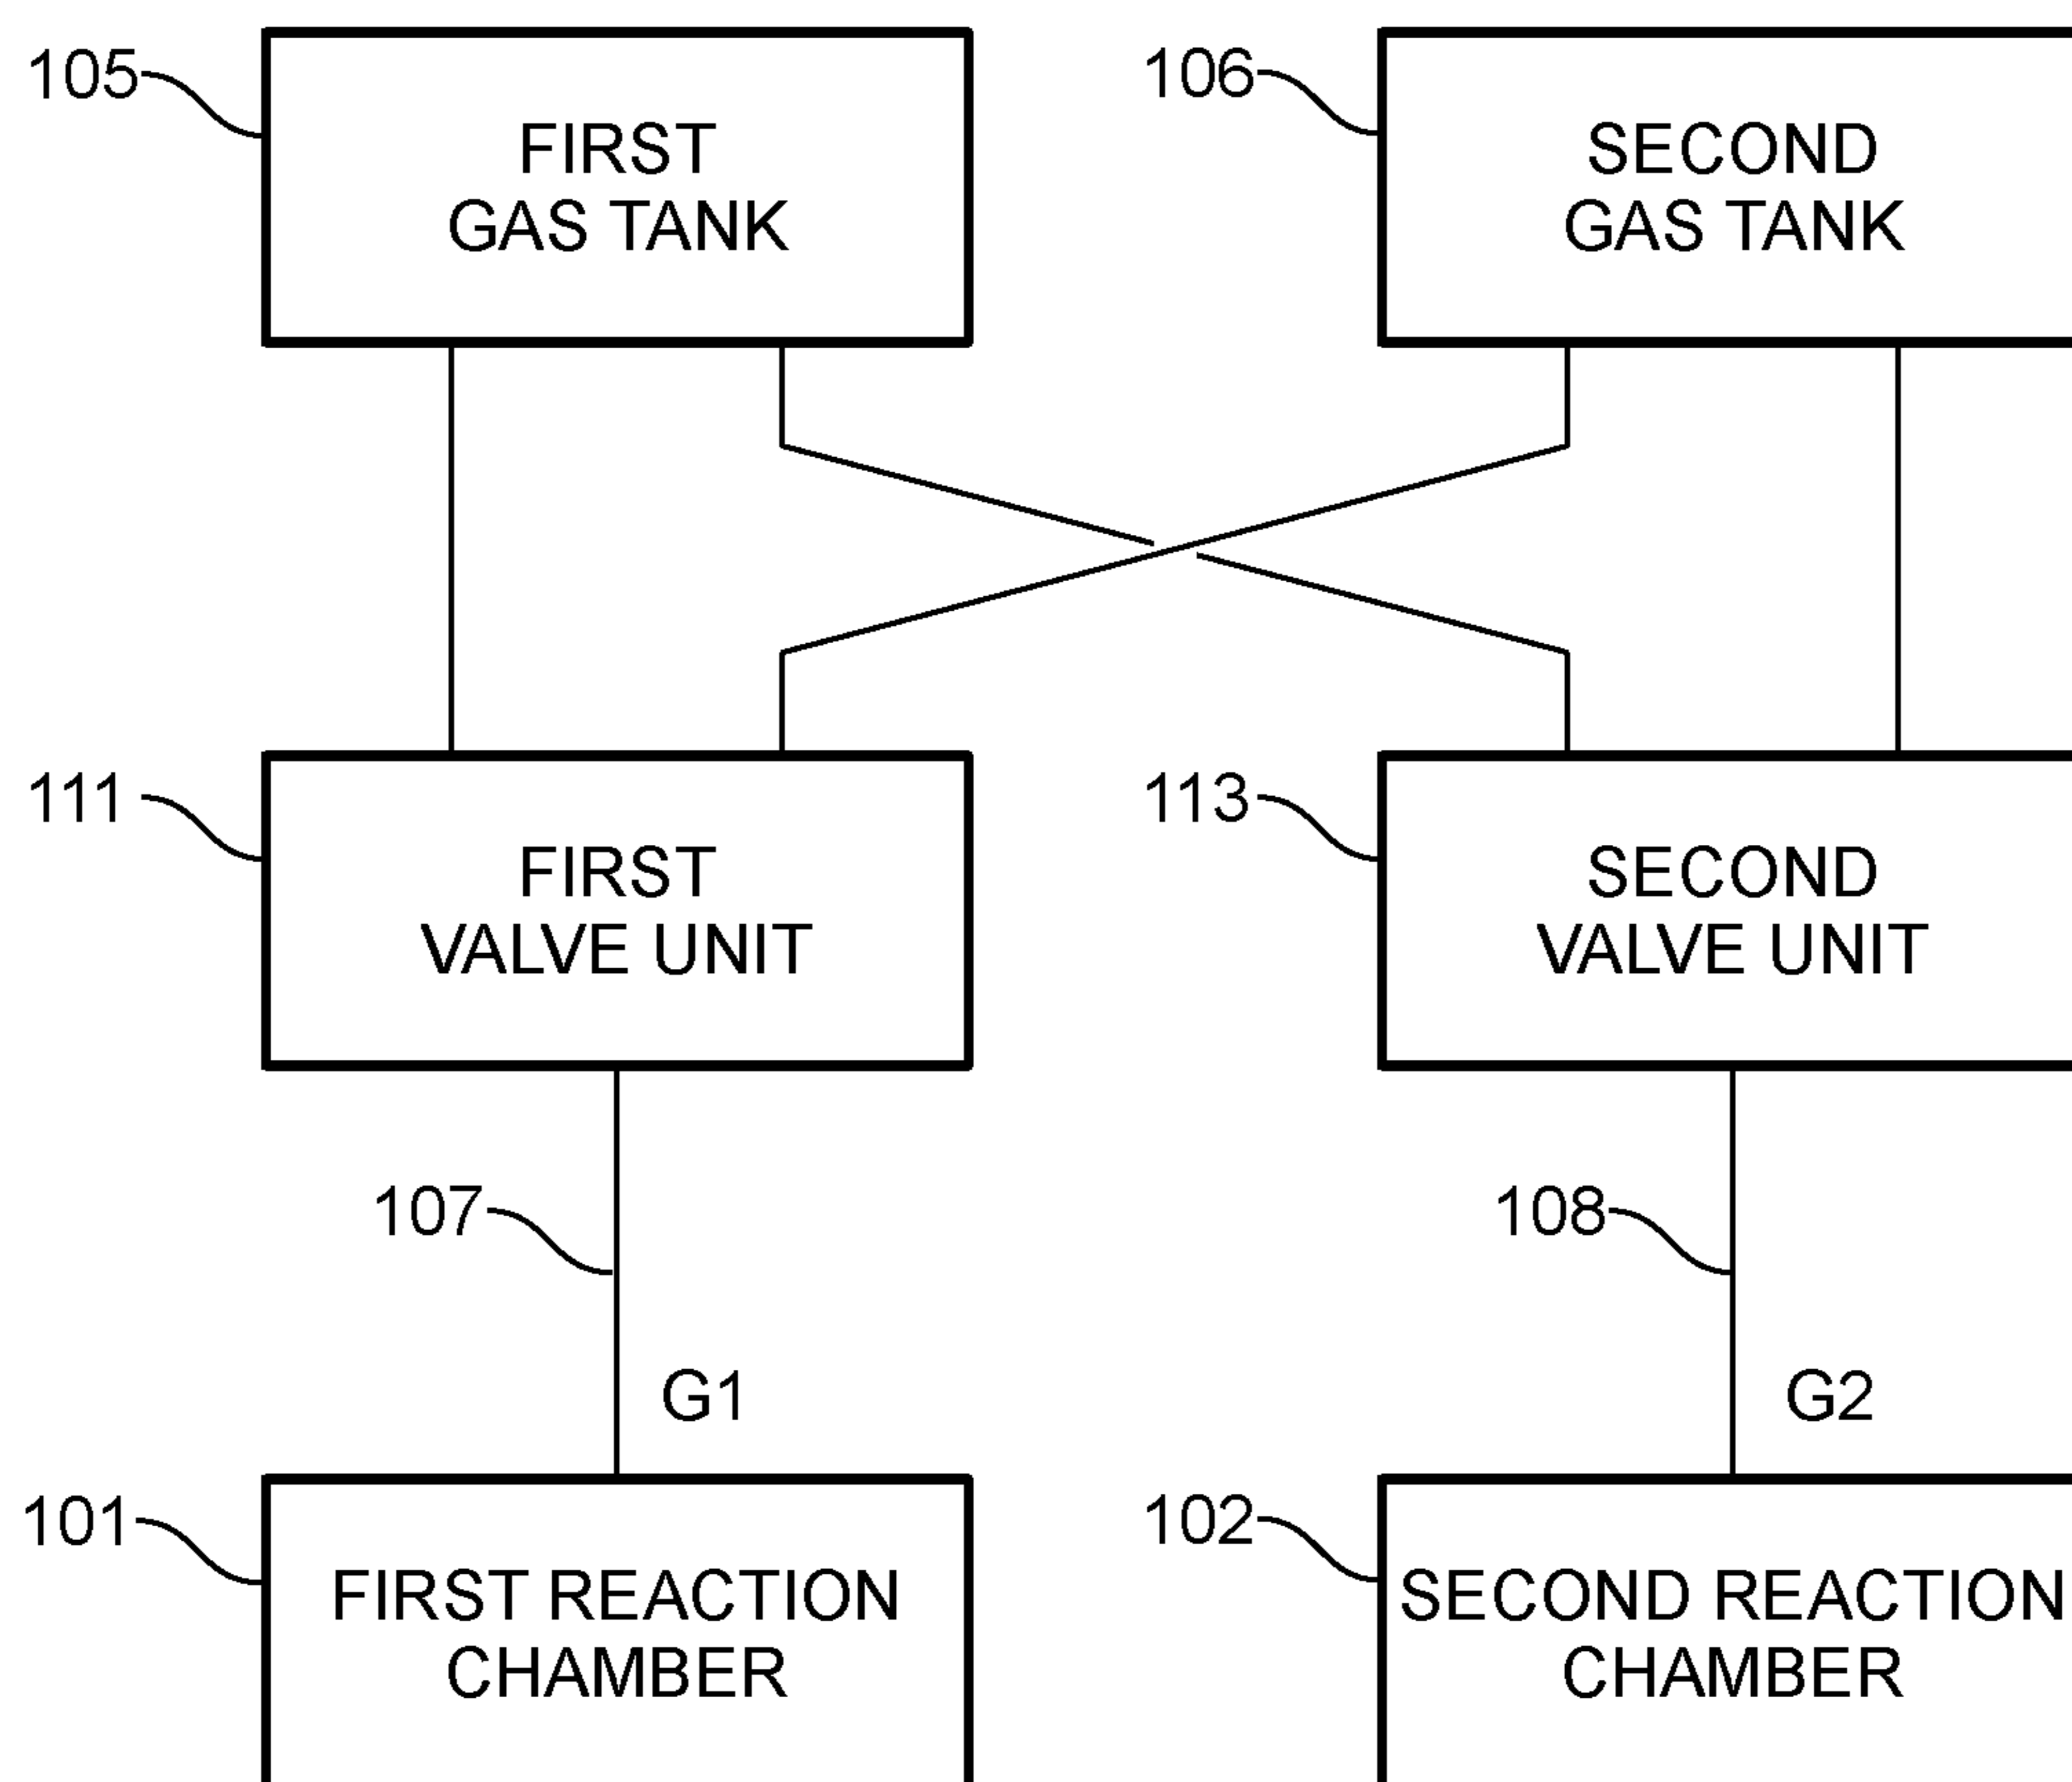 105
FIRST
GAS TANK
106
SECOND
GAS TANK
111
FIRST
VALVE UNIT
113
SECOND
VALVE UNIT
107
G1
108
G2
101
FIRST REACTION
CHAMBER
102
SECOND REACTION
CHAMBER